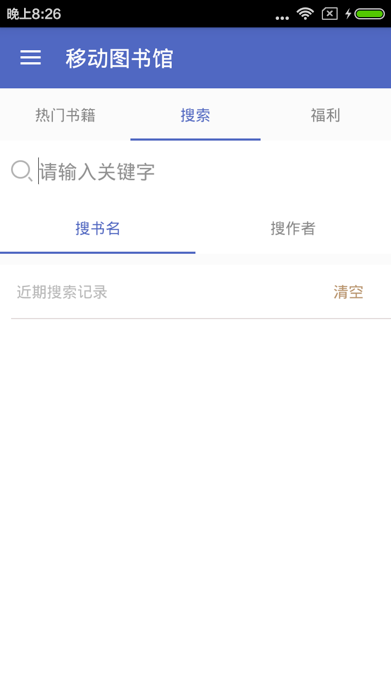 晚上8:26
移动图书馆
热门书籍 搜索 福利
请输入关键字
搜书名 搜作者
近期搜索记录 清空